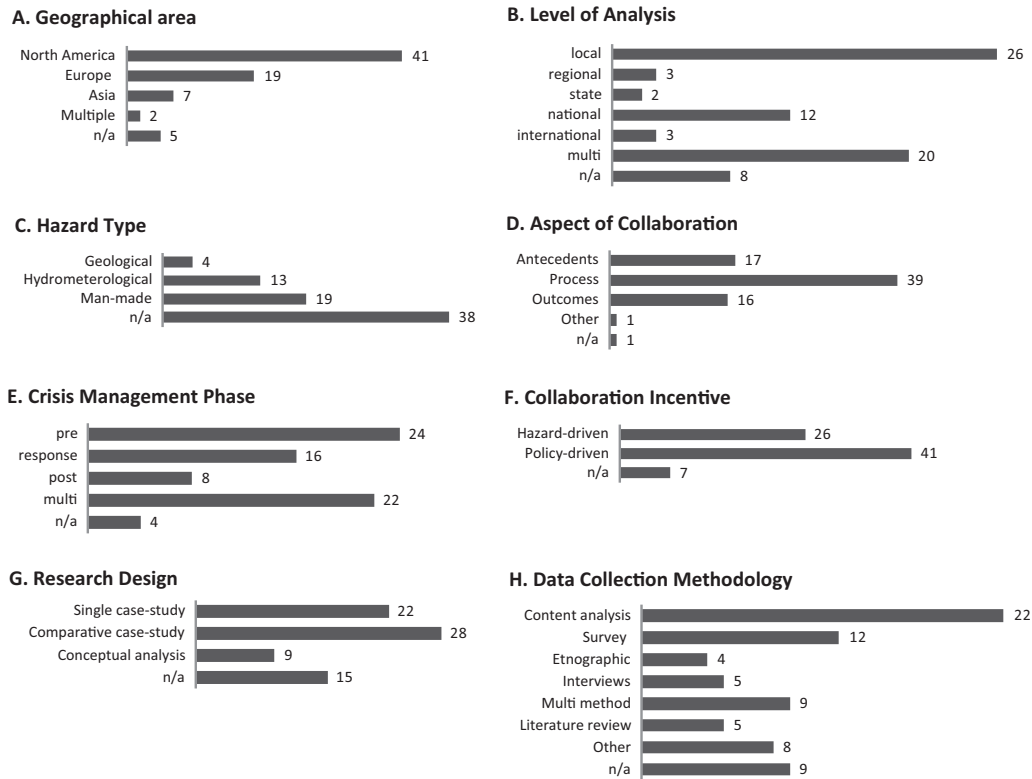 A. Geographical area
North America 41
Europe 19
Asia 7
Multiple 2
n/a 5
B. Level of Analysis
local 26
regional 3
state 2
national 12
international 3
multi 20
n/a 8
C. Hazard Type
Geological 4
Hydrometerological 13
Man-made 19
n/a 38
D. Aspect of Collaboration
Antecedents 17
Process 39
Outcomes 16
Other 1
n/a 1
E. Crisis Management Phase
pre 24
response 16
post 8
multi 22
n/a 4
F. Collaboration Incentive
Hazard-driven 26
Policy-driven 41
n/a 7
G. Research Design
Single case-study 22
Comparative case-study 28
Conceptual analysis 9
n/a 15
H. Data Collection Methodology
Content analysis 22
Survey 12
Etnographic 4
Interviews 5
Multi method 9
Literature review 5
Other 8
n/a 9